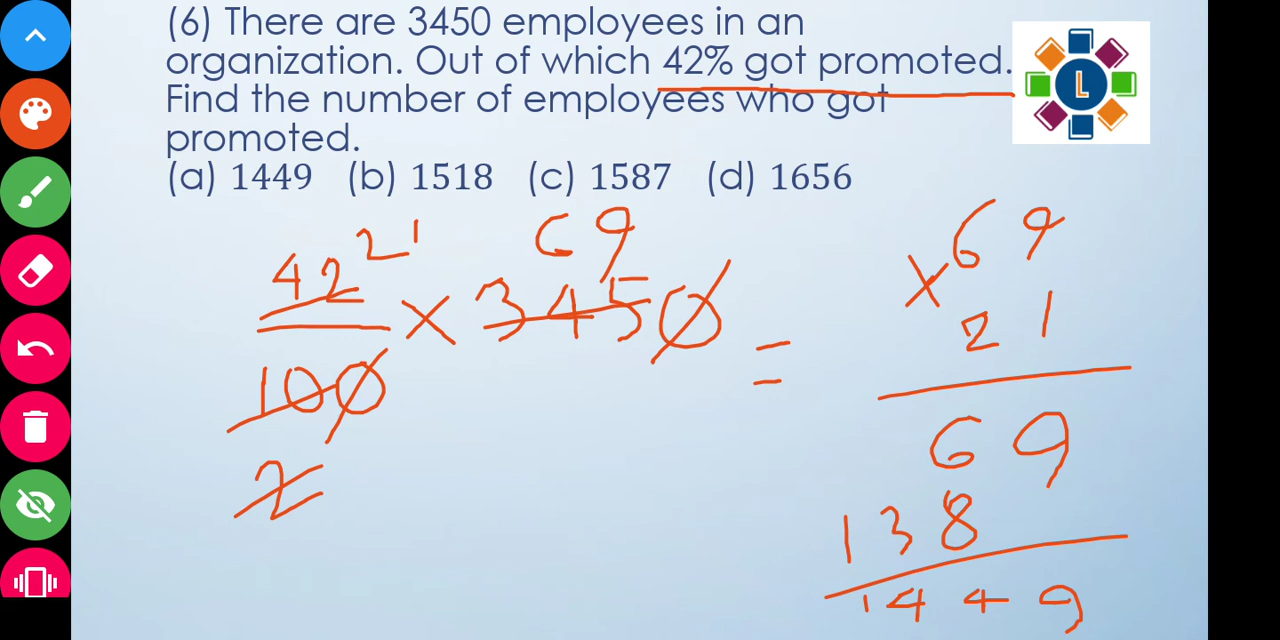 (6) There are 3450 employees in an
organization. Out of which 42% got promoted.
Find the number of employees who got
promoted.
(a) 1449 (b) 1518 (c) 1587 (d) 1656
L
21 69
42 × 3450 =
100
2
69
× 21
69
138
1449